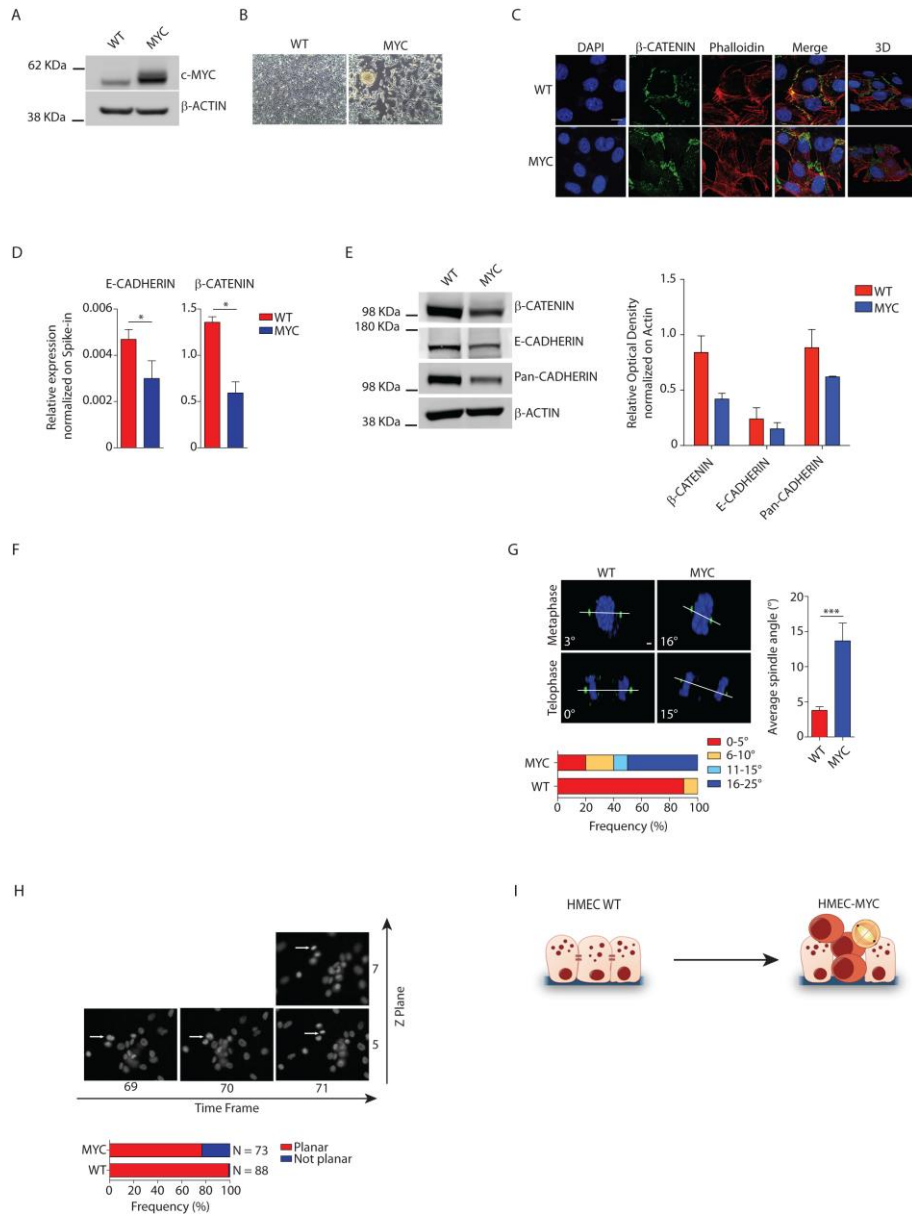 A
WT
MYC
62 KDa
c-MYC
β-ACTIN
38 KDa
B
WT
MYC
C
DAPI
β-CATENIN
Phalloidin
Merge
3D
WT
MYC
D
E-CADHERIN
β-CATENIN
Relative expression
normalized on Spike-in
0.006
0.004
0.002
0
*
1.5
1.0
0.5
0
*
WT
MYC
E
WT
MYC
98 KDa
180 KDa
98 KDa
38 KDa
β-CATENIN
E-CADHERIN
Pan-CADHERIN
β-ACTIN
Relative Optical Density
normalized on Actin
1.5
1.0
0.5
0
WT
MYC
β-CATENIN
E-CADHERIN
Pan-CADHERIN
F
G
WT
MYC
Metaphase
3°
16°
Telophase
0°
15°
Average spindle angle (°)
20
15
10
5
0
***
WT
MYC
MYC
WT
0 20 40 60 80 100
Frequency (%)
0-5°
6-10°
11-15°
16-25°
H
7
5
Z Plane
69
70
71
Time Frame
MYC
N = 73
WT
N = 88
Planar
Not planar
0 20 40 60 80 100
Frequency (%)
I
HMEC WT
HMEC-MYC